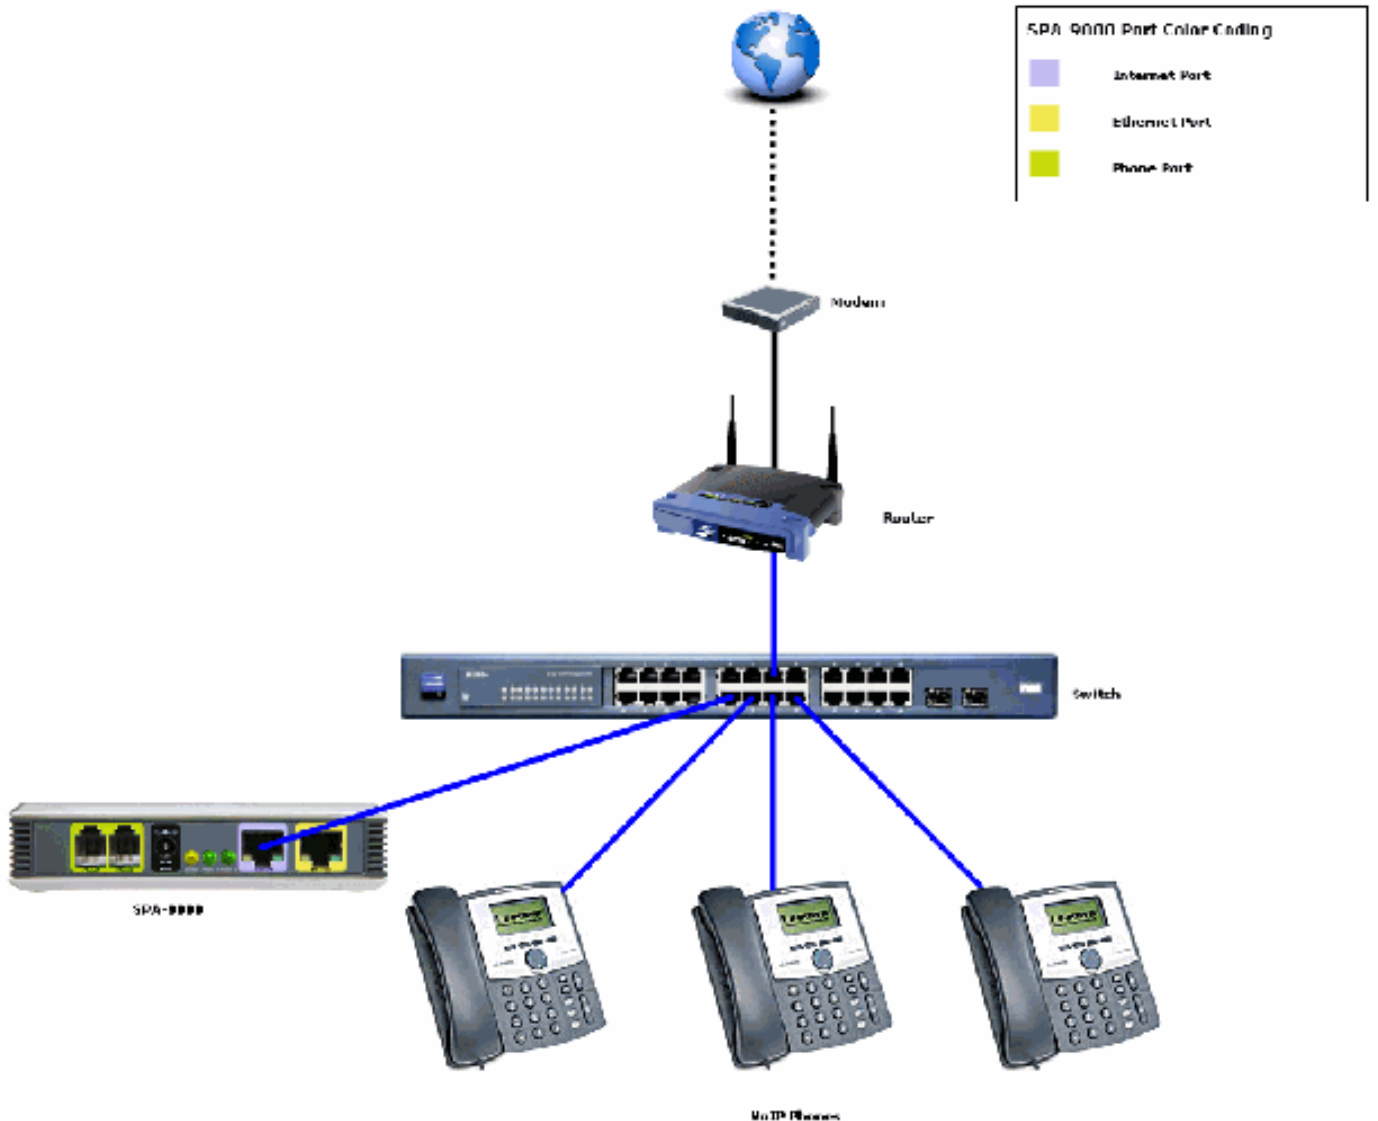 SPA 9000 Port Color Coding
Internet Port
Ethernet Port
Phone Port
Modem
Router
Switch
SPA-9000
VoIP Phones